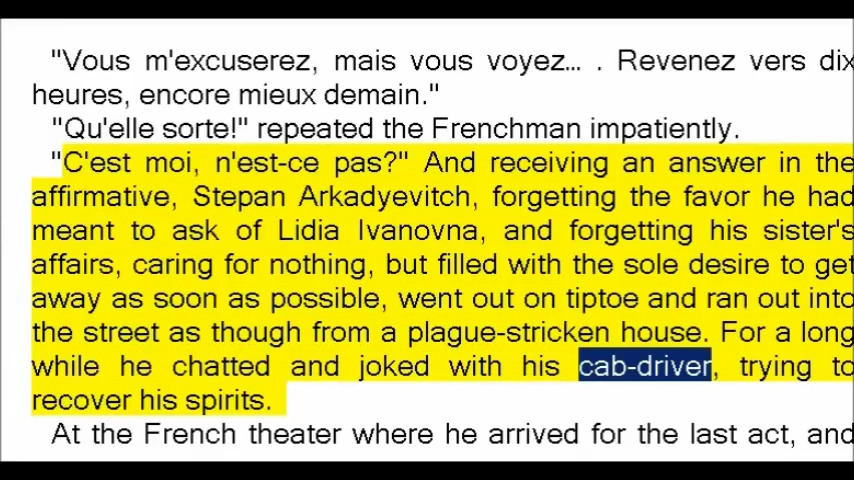 "Vous m'excuserez, mais vous voyez... . Revenez vers dix
heures, encore mieux demain."
"Qu'elle sorte!" repeated the Frenchman impatiently.
"C'est moi, n'est-ce pas?" And receiving an answer in the
affirmative, Stepan Arkadyevitch, forgetting the favor he had
meant to ask of Lidia Ivanovna, and forgetting his sister's
affairs, caring for nothing, but filled with the sole desire to get
away as soon as possible, went out on tiptoe and ran out into
the street as though from a plague-stricken house. For a long
while he chatted and joked with his cab-driver, trying to
recover his spirits.
At the French theater where he arrived for the last act, and